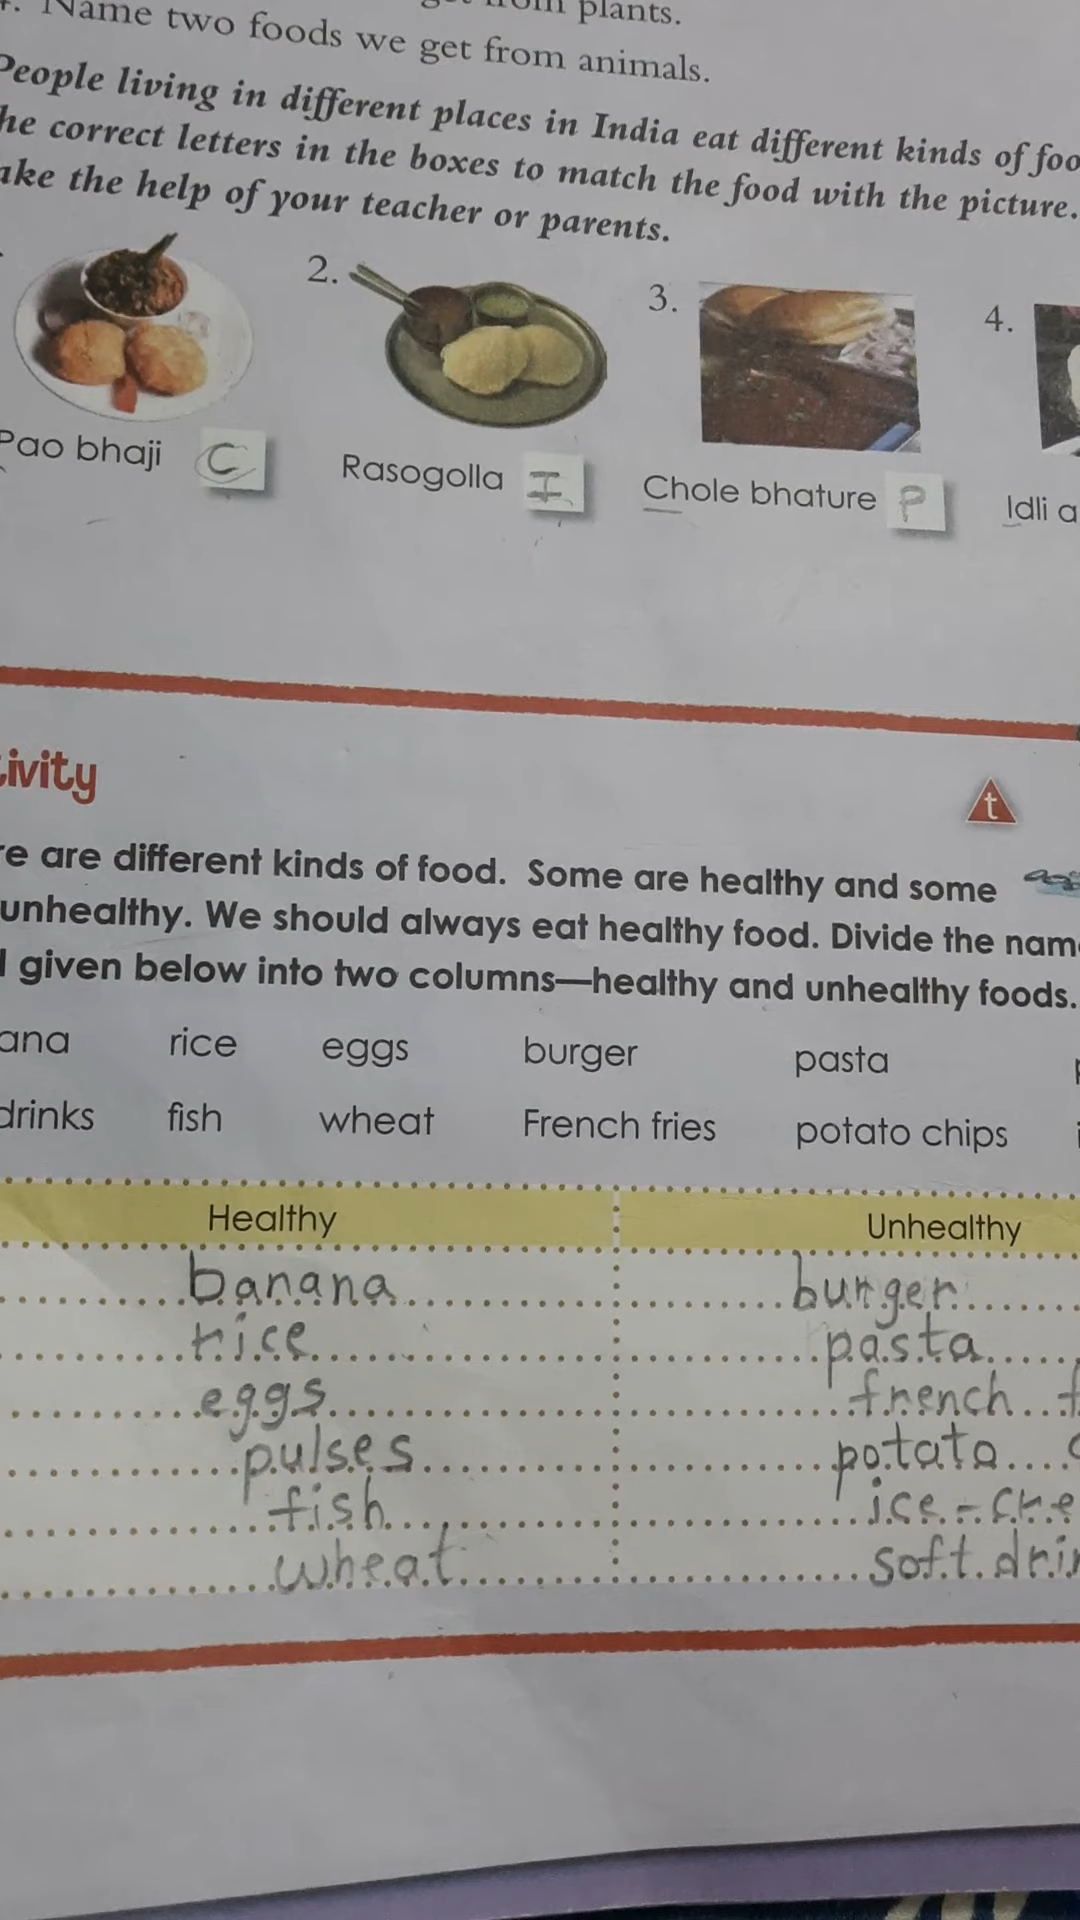 Name two foods we get from animals.
People living in different places in India eat different kinds of foo
he correct letters in the boxes to match the food with the picture.
ake the help of your teacher or parents.
2. 3. 4.
Pao bhaji C Rasogolla I Chole bhature P Idli a
ivity t
re are different kinds of food. Some are healthy and some
unhealthy. We should always eat healthy food. Divide the nam
given below into two columns—healthy and unhealthy foods.
ana rice eggs burger pasta
drinks fish wheat French fries potato chips
Healthy Unhealthy
banana burger
rice pasta
eggs french f
pulses potato c
fish ice-cre
wheat soft drin